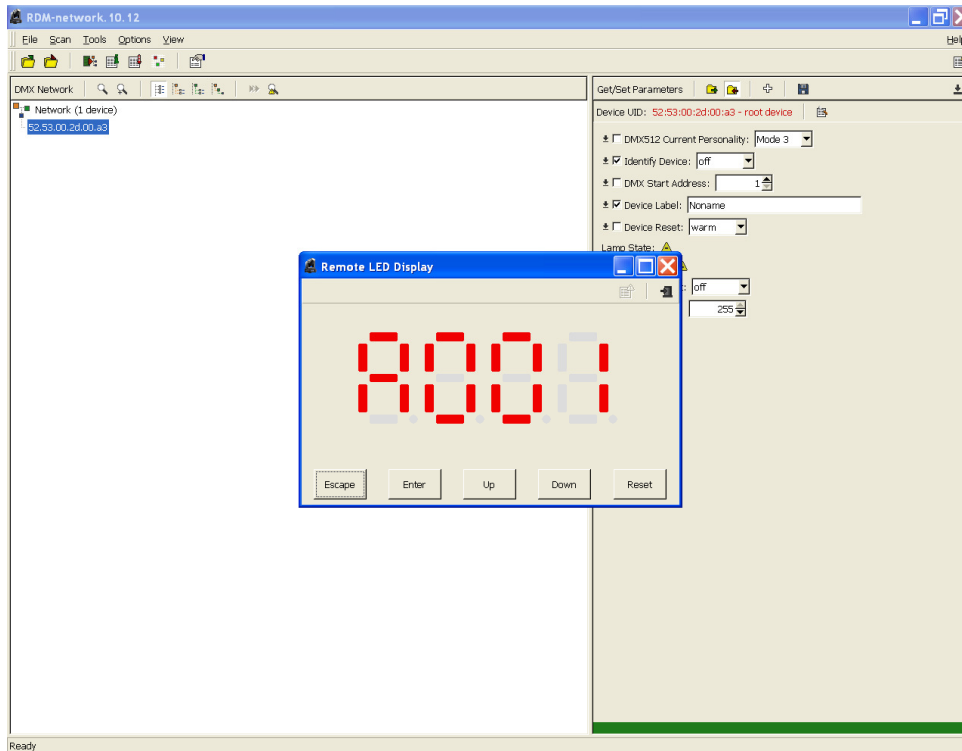 RDM-network.10.12
File Scan Tools Options View Help
DMX Network
Get/Set Parameters
Network (1 device)
52.53.00.2d.00.a3
Device UID: 52:53:00:2d:00:a3 - root device
DMX512 Current Personality: Mode 3
Identify Device: off
DMX Start Address: 1
Device Label: Noname
Device Reset: warm
Lamp State:
off
255
Remote LED Display
A001
Escape Enter Up Down Reset
Ready